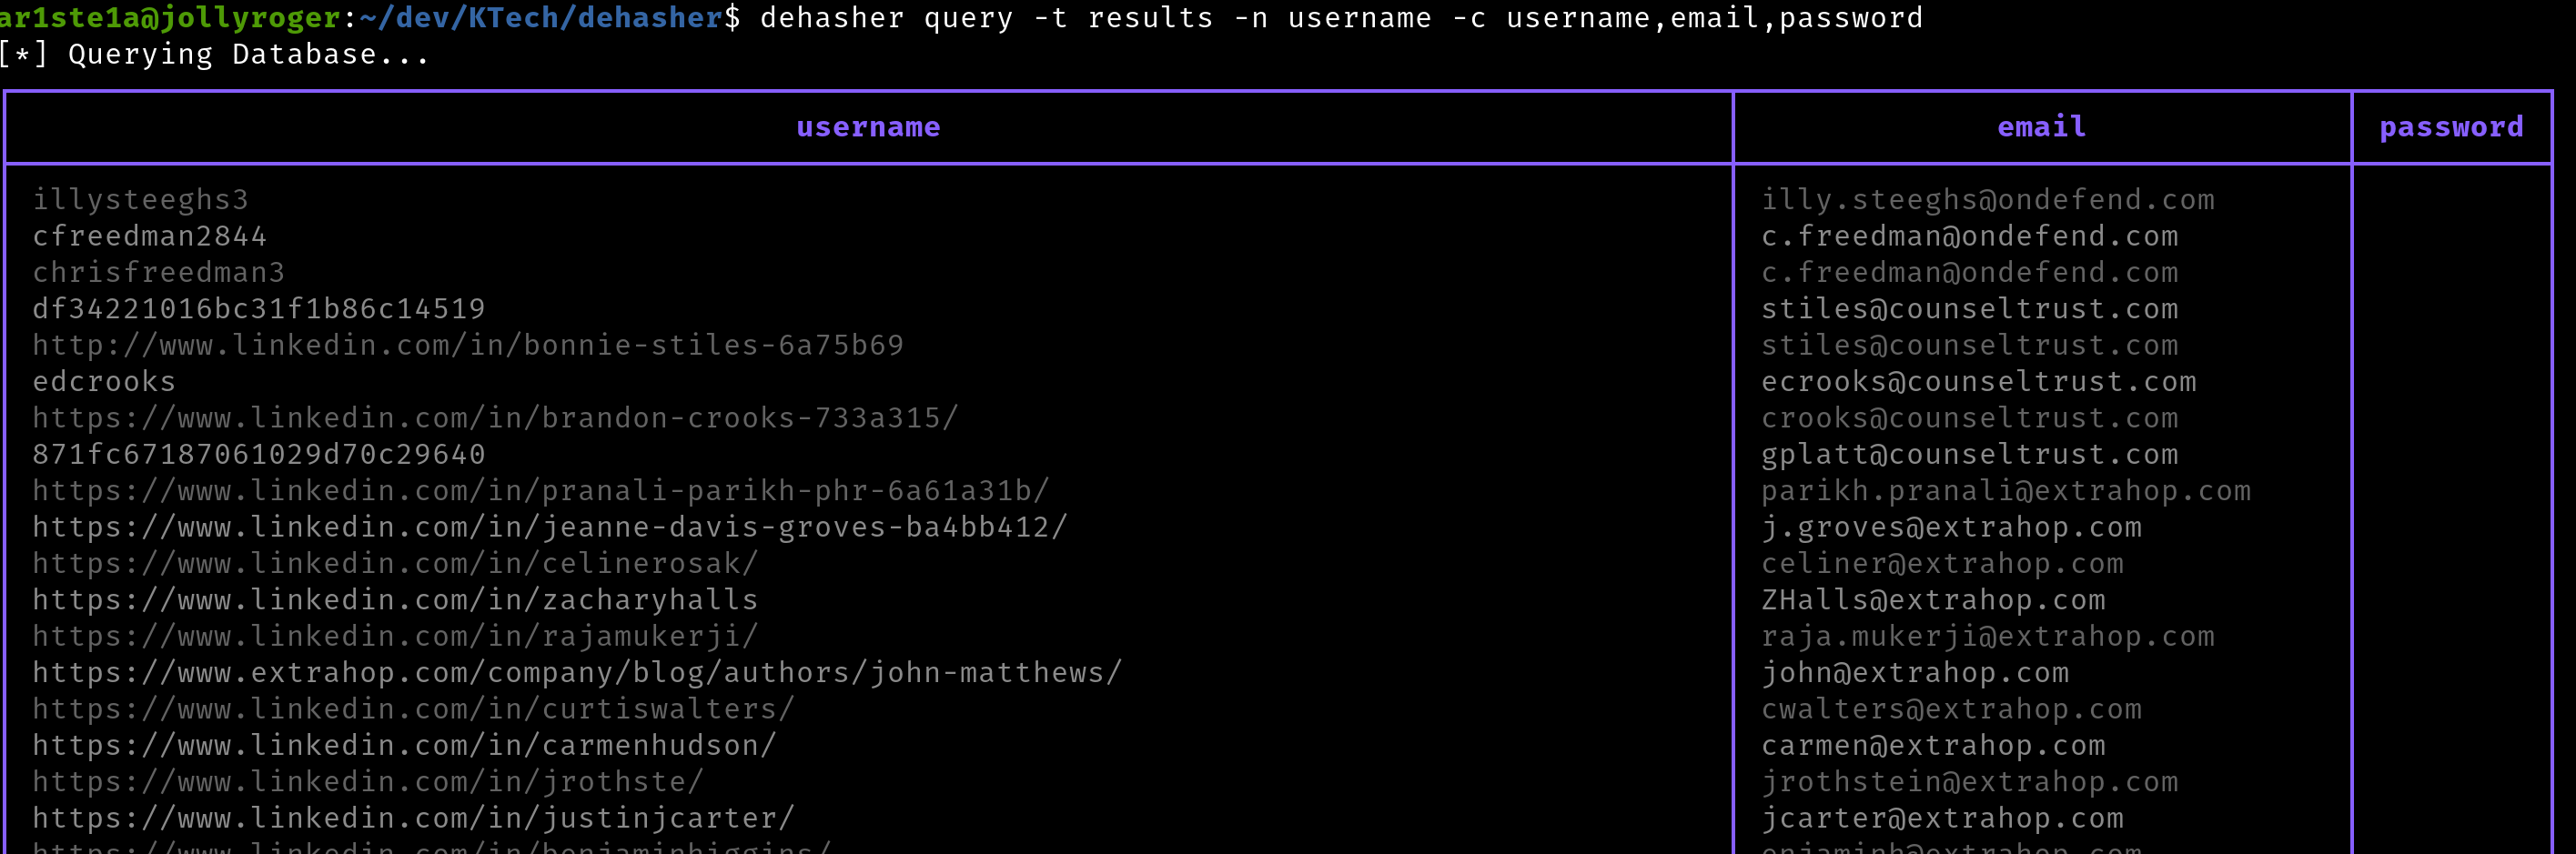 ar1ste1a@jollyroger:~/dev/KTech/dehasher$ dehasher query -t results -n username -c username,email,password
[*] Querying Database...
username email password
illysteeghs3 illy.steeghs@ondefend.com
cfreedman2844 c.freedman@ondefend.com
chrisfreedman3 c.freedman@ondefend.com
df34221016bc31f1b86c14519 stiles@counseltrust.com
http://www.linkedin.com/in/bonnie-stiles-6a75b69 stiles@counseltrust.com
edcrooks ecrooks@counseltrust.com
https://www.linkedin.com/in/brandon-crooks-733a315/ crooks@counseltrust.com
871fc67187061029d70c29640 gplatt@counseltrust.com
https://www.linkedin.com/in/pranali-parikh-phr-6a61a31b/ parikh.pranali@extrahop.com
https://www.linkedin.com/in/jeanne-davis-groves-ba4bb412/ j.groves@extrahop.com
https://www.linkedin.com/in/celinerosak/ celiner@extrahop.com
https://www.linkedin.com/in/zacharyhalls ZHalls@extrahop.com
https://www.linkedin.com/in/rajamukerji/ raja.mukerji@extrahop.com
https://www.extrahop.com/company/blog/authors/john-matthews/ john@extrahop.com
https://www.linkedin.com/in/curtiswalters/ cwalters@extrahop.com
https://www.linkedin.com/in/carmenhudson/ carmen@extrahop.com
https://www.linkedin.com/in/jrothste/ jrothstein@extrahop.com
https://www.linkedin.com/in/justinjcarter/ jcarter@extrahop.com
https://www.linkedin.com/in/benjaminhiggins/